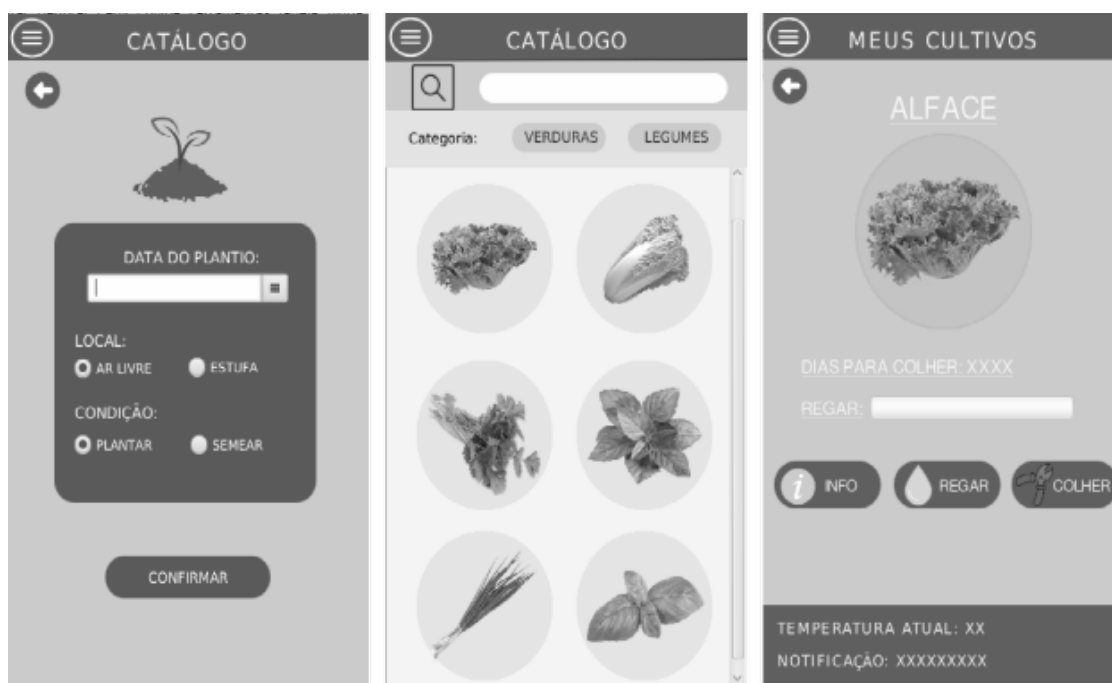 CATÁLOGO
DATA DO PLANTIO:
LOCAL:
AR LIVRE ESTUFA
CONDIÇÃO:
PLANTAR SEMEAR
CONFIRMAR
CATÁLOGO
Categoria: VERDURAS LEGUMES
MEUS CULTIVOS
ALFACE
DIAS PARA COLHER: XXXX
REGAR:
i INFO REGAR COLHER
TEMPERATURA ATUAL: XX
NOTIFICAÇÃO: XXXXXXXXX